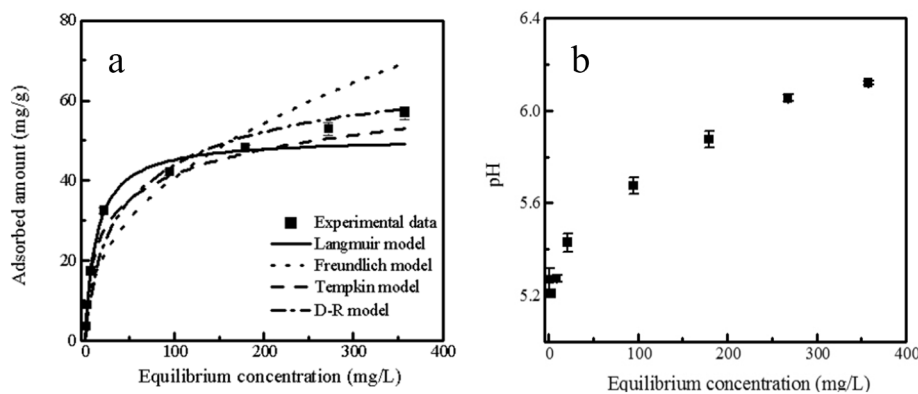 a
80
60
40
20
0
Adsorbed amount (mg/g)
Experimental data
Langmuir model
Freundlich model
Tempkin model
D-R model
0 100 200 300 400
Equilibrium concentration (mg/L)
b
6.4
6.0
5.6
5.2
pH
0 100 200 300 400
Equilibrium concentration (mg/L)